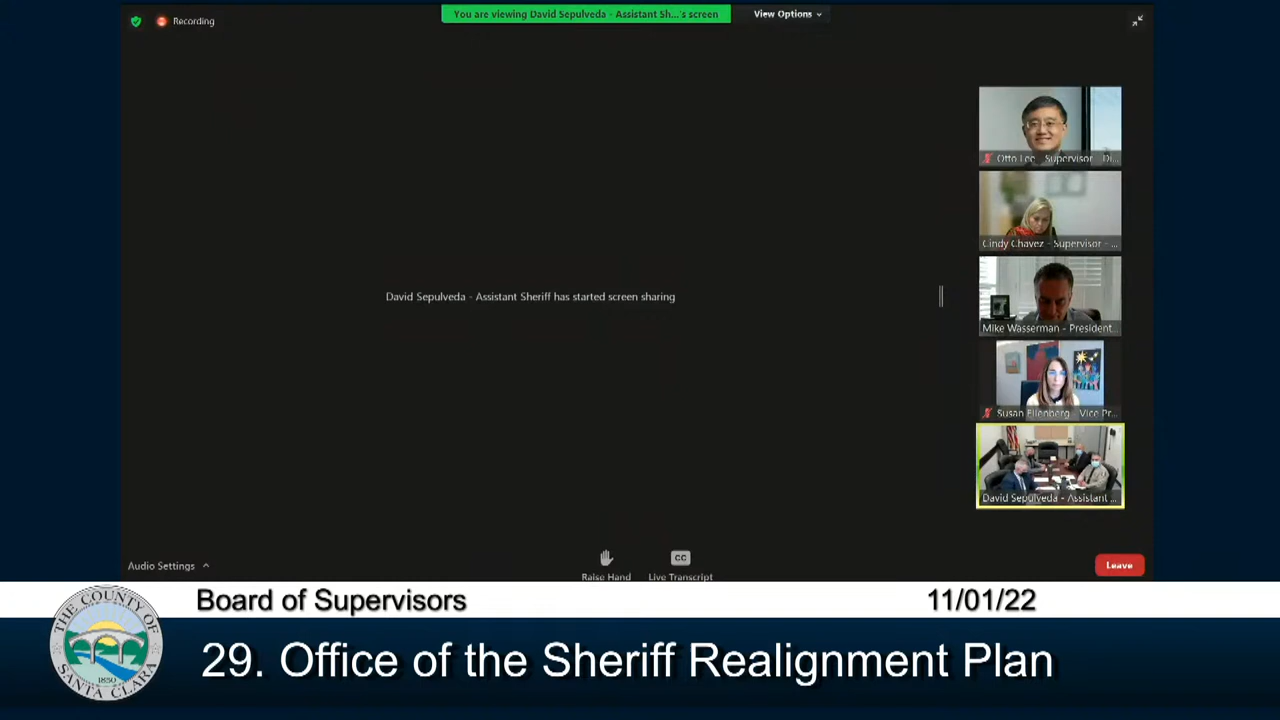 Recording
You are viewing David Sepulveda - Assistant Sh...'s screen
View Options
Otto Lee - Supervisor - Di...
Cindy Chavez - Supervisor - ...
David Sepulveda - Assistant Sheriff has started screen sharing
Mike Wasserman - President...
Susan Ellenberg - Vice Pr...
David Sepulveda - Assistant ...
Audio Settings
Raise Hand
CC
Live Transcript
Leave
Board of Supervisors
11/01/22
THE COUNTY OF
SANTA CLARA
1850
29. Office of the Sheriff Realignment Plan